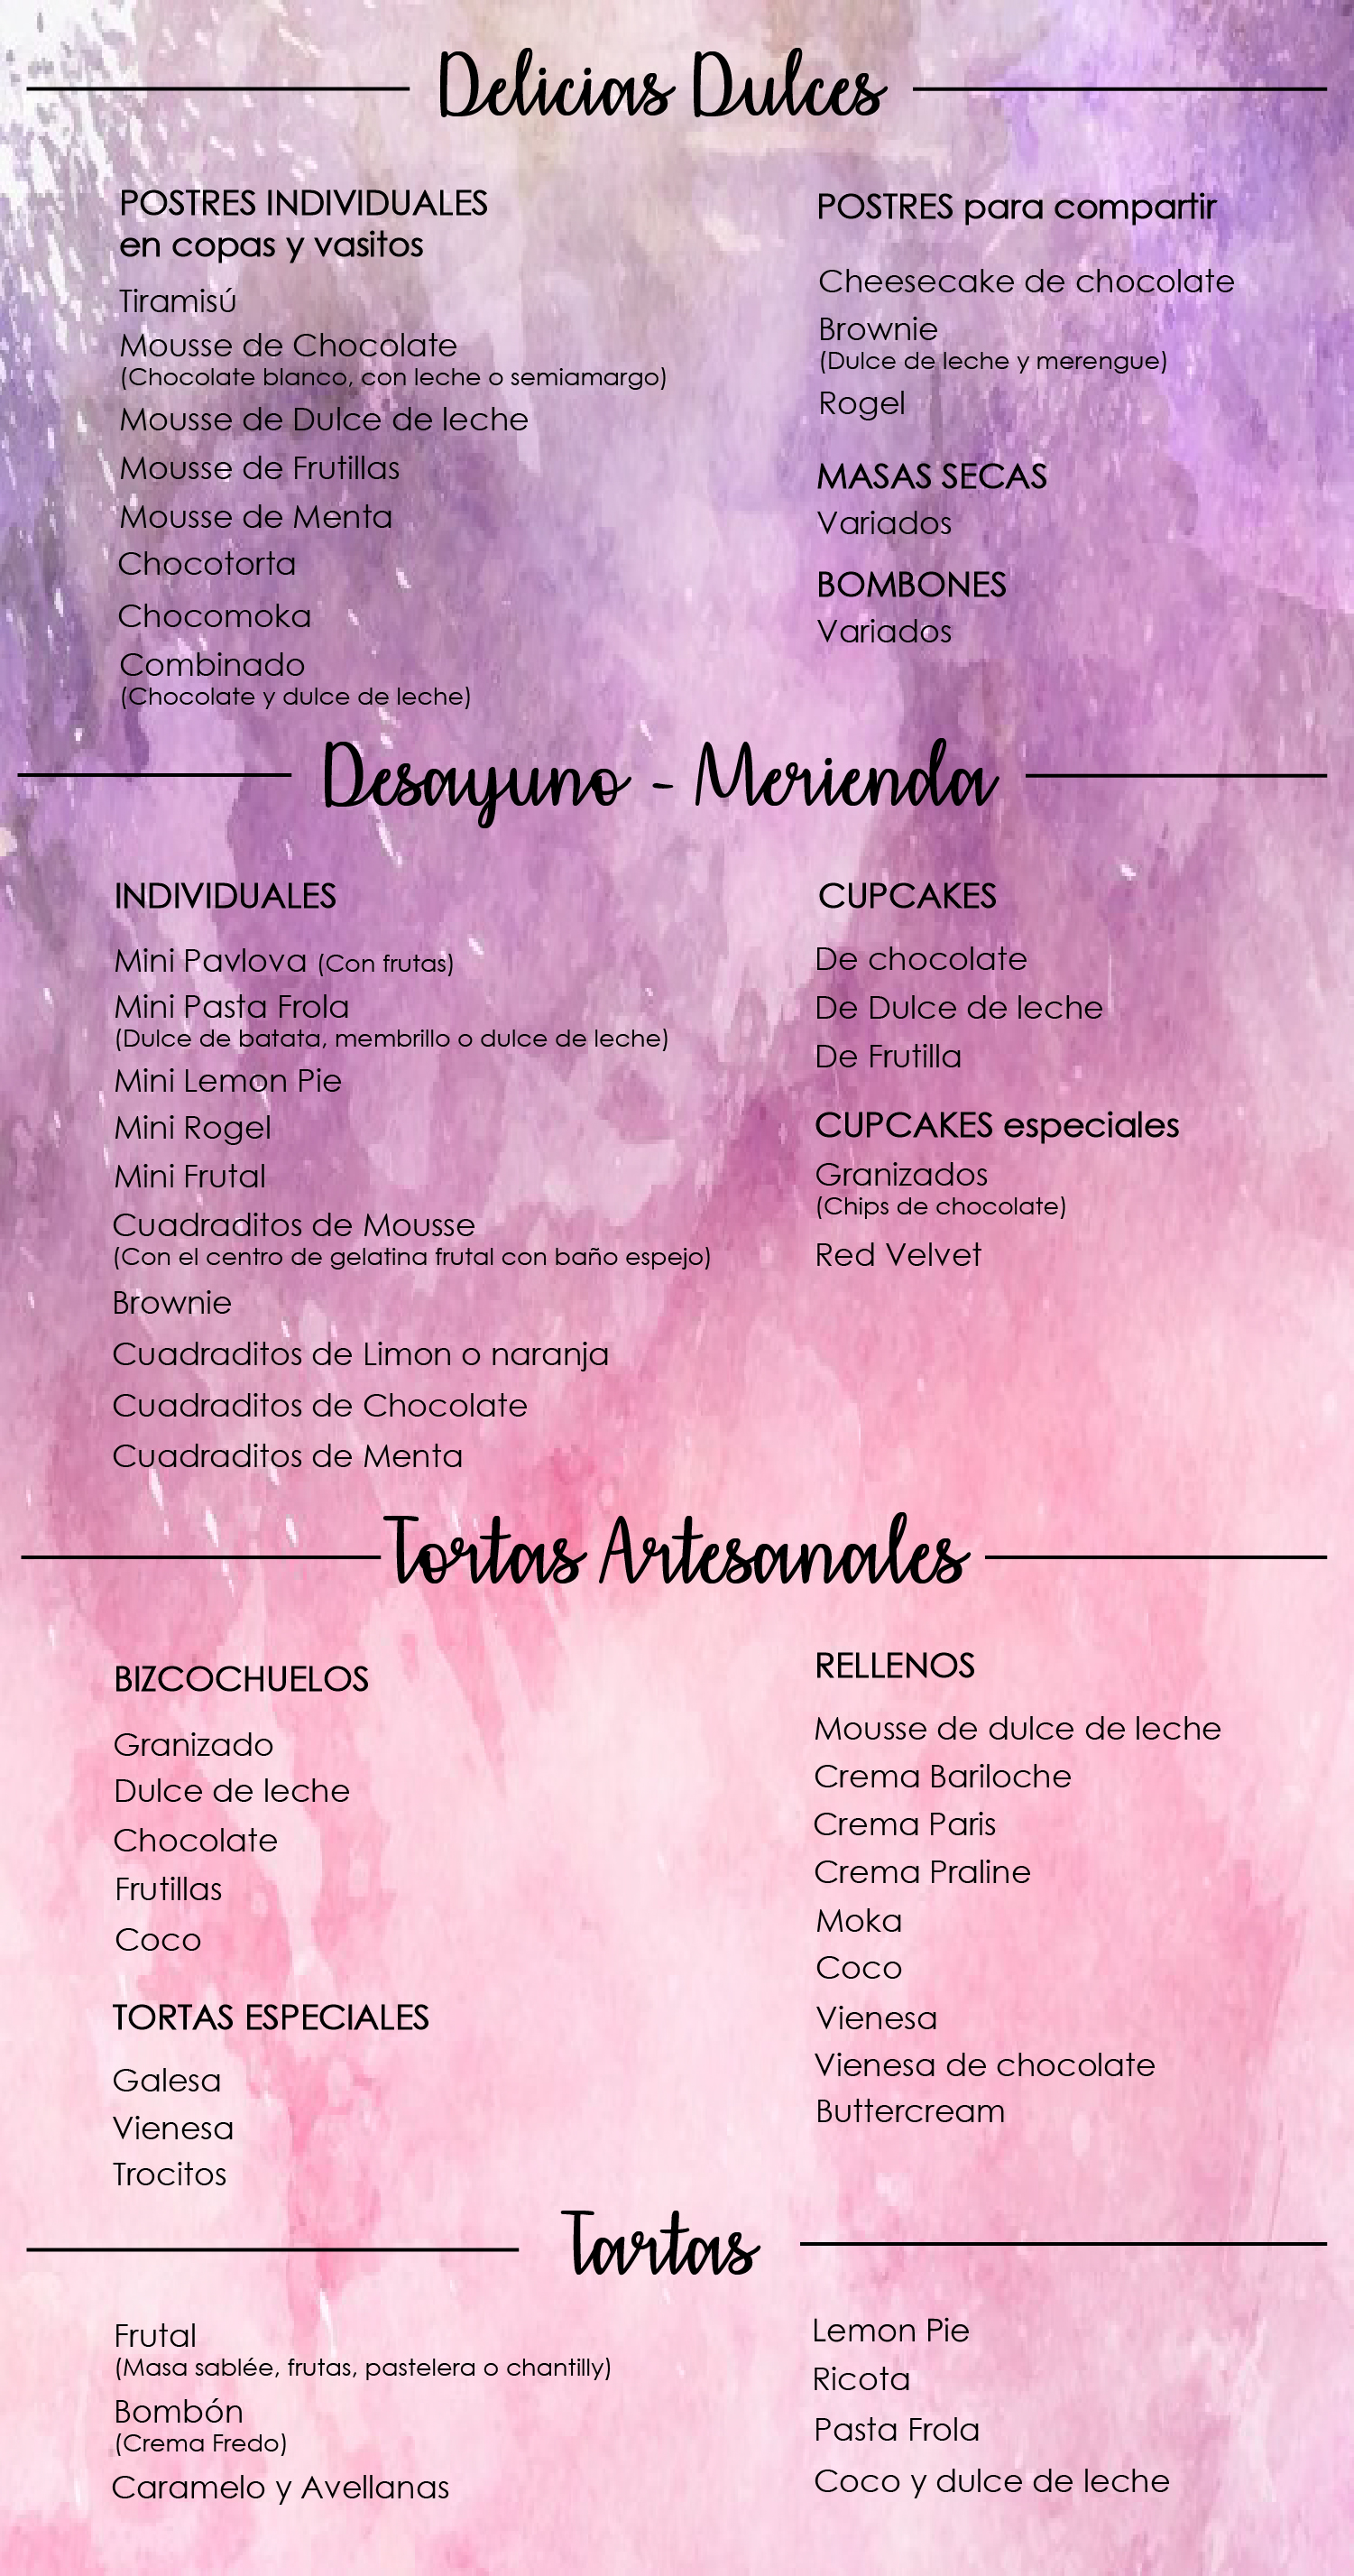 Delicias Dulces
POSTRES INDIVIDUALES
en copas y vasitos
Tiramisú
Mousse de Chocolate
(Chocolate blanco, con leche o semiamargo)
Mousse de Dulce de leche
Mousse de Frutillas
Mousse de Menta
Chocotorta
Chocomoka
Combinado
(Chocolate y dulce de leche)
POSTRES para compartir
Cheesecake de chocolate
Brownie
(Dulce de leche y merengue)
Rogel
MASAS SECAS
Variados
BOMBONES
Variados
Desayuno - Merienda
INDIVIDUALES
Mini Pavlova (Con frutas)
Mini Pasta Frola
(Dulce de batata, membrillo o dulce de leche)
Mini Lemon Pie
Mini Rogel
Mini Frutal
Cuadraditos de Mousse
(Con el centro de gelatina frutal con baño espejo)
Brownie
Cuadraditos de Limon o naranja
Cuadraditos de Chocolate
Cuadraditos de Menta
CUPCAKES
De chocolate
De Dulce de leche
De Frutilla
CUPCAKES especiales
Granizados
(Chips de chocolate)
Red Velvet
Tortas Artesanales
BIZCOCHUELOS
Granizado
Dulce de leche
Chocolate
Frutillas
Coco
TORTAS ESPECIALES
Galesa
Vienesa
Trocitos
RELLENOS
Mousse de dulce de leche
Crema Bariloche
Crema Paris
Crema Praline
Moka
Coco
Vienesa
Vienesa de chocolate
Buttercream
Tartas
Frutal
(Masa sablée, frutas, pastelera o chantilly)
Bombón
(Crema Fredo)
Caramelo y Avellanas
Lemon Pie
Ricota
Pasta Frola
Coco y dulce de leche